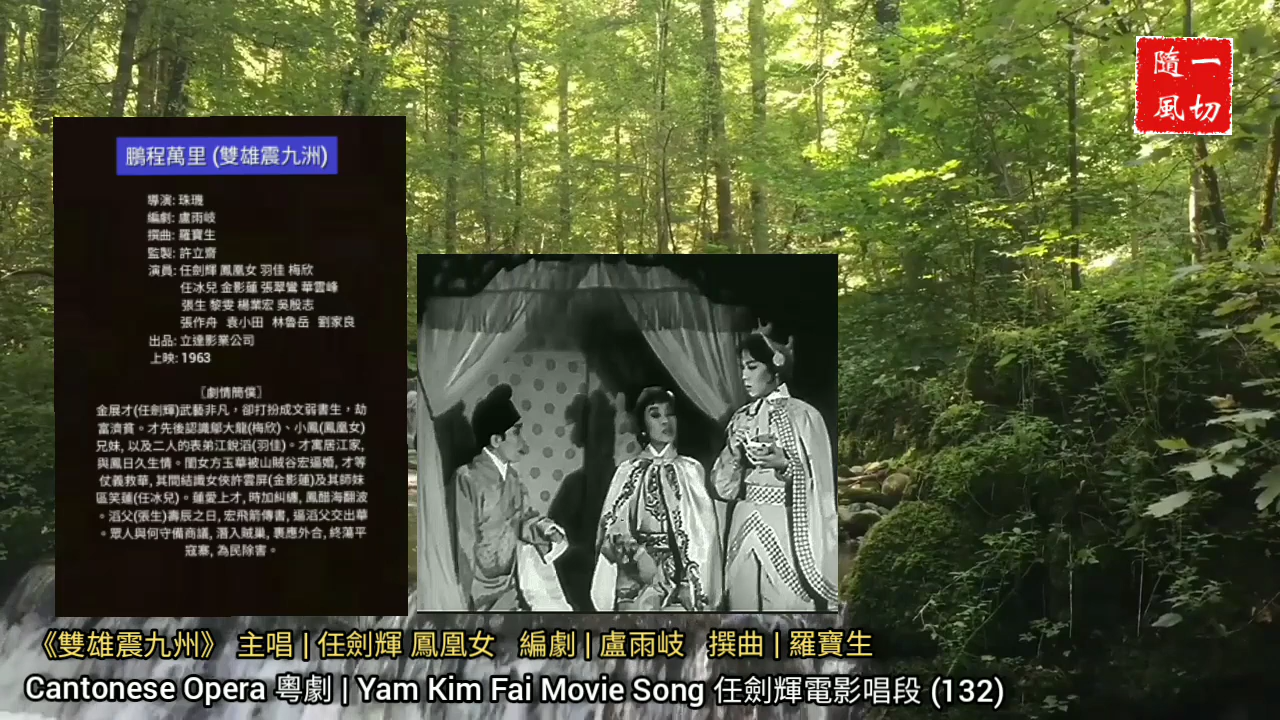 一切
隨風
鵬程萬里 (雙雄震九洲)
導演: 珠璣
編劇: 盧雨岐
撰曲: 羅寶生
監製: 許立齋
演員: 任劍輝 鳳凰女 羽佳 梅欣
任冰兒 金影蓮 張翠鸞 華雲峰
張生 黎雯 楊業宏 吳殷志
張作舟 袁小田 林魯岳 劉家良
出品: 立達影業公司
上映: 1963
〖劇情簡僕〗
金展才(任劍輝)武藝非凡，卻打扮成文弱書生，劫
富濟貧。才先後認識鄔大龍(梅欣)、小鳳(鳳凰女)
兄妹, 以及二人的表弟江銳滔(羽佳)。才寓居江家,
與鳳日久生情。閨女方玉華被山賊谷宏逼婚, 才等
仗義救華, 其間結識女俠許雲屏(金影蓮)及其師妹
區笑蓮(任冰兒)。蓮愛上才, 時加糾纏, 鳳醋海翻波
。滔父(張生)壽辰之日, 宏飛箭傳書, 逼滔父交出華
。眾人與何守備商議, 潛入賊巢, 裏應外合, 終蕩平
寇寨, 為民除害。
《雙雄震九州》 主唱 | 任劍輝 鳳凰女 編劇 | 盧雨岐 撰曲 | 羅寶生
Cantonese Opera 粵劇 | Yam Kim Fai Movie Song 任劍輝電影唱段 (132)